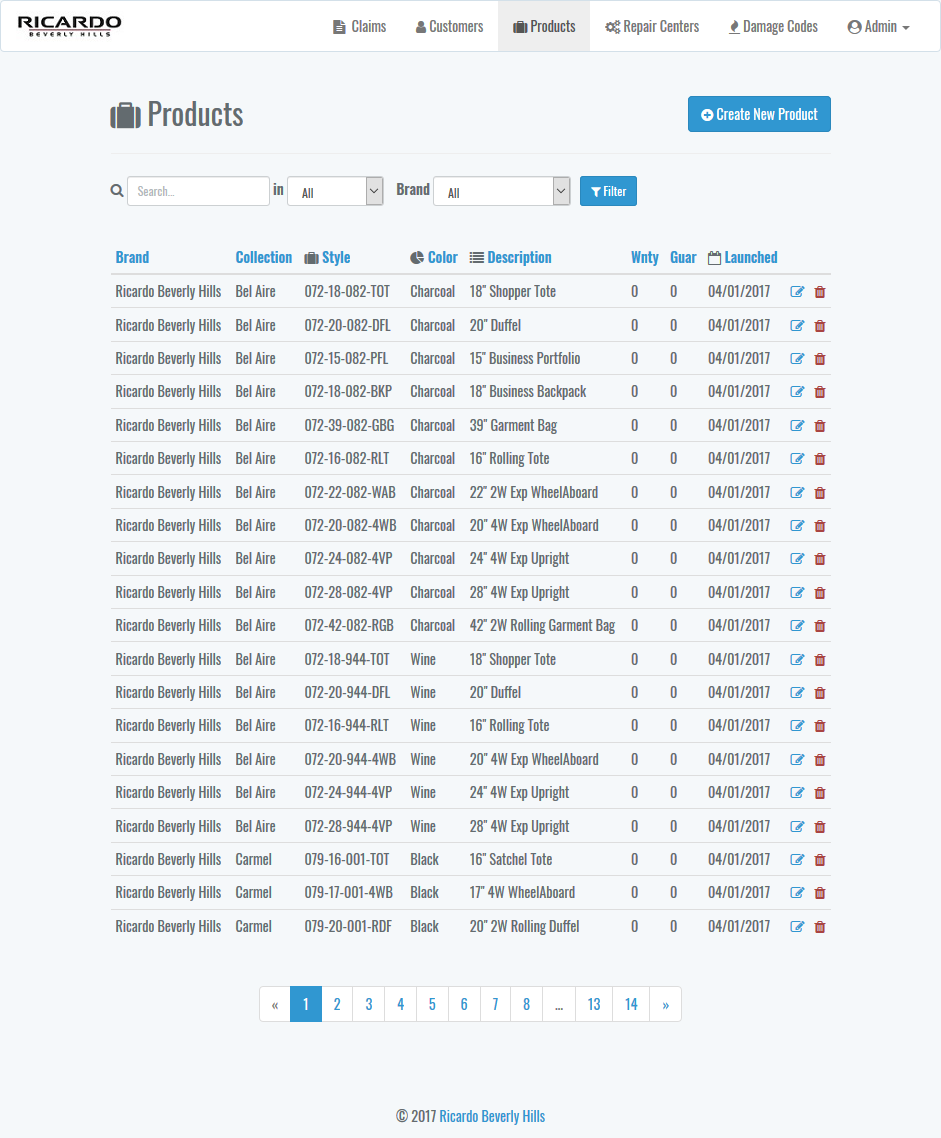 RICARDO
BEVERLY HILLS
Claims Customers Products Repair Centers Damage Codes Admin
Products
Create New Product
Search... in All Brand All Filter
Brand Collection Style Color Description Wnty Guar Launched
Ricardo Beverly Hills Bel Aire 072-18-082-TOT Charcoal 18" Shopper Tote 0 0 04/01/2017
Ricardo Beverly Hills Bel Aire 072-20-082-DFL Charcoal 20" Duffel 0 0 04/01/2017
Ricardo Beverly Hills Bel Aire 072-15-082-PFL Charcoal 15" Business Portfolio 0 0 04/01/2017
Ricardo Beverly Hills Bel Aire 072-18-082-BKP Charcoal 18" Business Backpack 0 0 04/01/2017
Ricardo Beverly Hills Bel Aire 072-39-082-GBG Charcoal 39" Garment Bag 0 0 04/01/2017
Ricardo Beverly Hills Bel Aire 072-16-082-RLT Charcoal 16" Rolling Tote 0 0 04/01/2017
Ricardo Beverly Hills Bel Aire 072-22-082-WAB Charcoal 22" 2W Exp WheelAboard 0 0 04/01/2017
Ricardo Beverly Hills Bel Aire 072-20-082-4WB Charcoal 20" 4W Exp WheelAboard 0 0 04/01/2017
Ricardo Beverly Hills Bel Aire 072-24-082-4VP Charcoal 24" 4W Exp Upright 0 0 04/01/2017
Ricardo Beverly Hills Bel Aire 072-28-082-4VP Charcoal 28" 4W Exp Upright 0 0 04/01/2017
Ricardo Beverly Hills Bel Aire 072-42-082-RGB Charcoal 42" 2W Rolling Garment Bag 0 0 04/01/2017
Ricardo Beverly Hills Bel Aire 072-18-944-TOT Wine 18" Shopper Tote 0 0 04/01/2017
Ricardo Beverly Hills Bel Aire 072-20-944-DFL Wine 20" Duffel 0 0 04/01/2017
Ricardo Beverly Hills Bel Aire 072-16-944-RLT Wine 16" Rolling Tote 0 0 04/01/2017
Ricardo Beverly Hills Bel Aire 072-20-944-4WB Wine 20" 4W Exp WheelAboard 0 0 04/01/2017
Ricardo Beverly Hills Bel Aire 072-24-944-4VP Wine 24" 4W Exp Upright 0 0 04/01/2017
Ricardo Beverly Hills Bel Aire 072-28-944-4VP Wine 28" 4W Exp Upright 0 0 04/01/2017
Ricardo Beverly Hills Carmel 079-16-001-TOT Black 16" Satchel Tote 0 0 04/01/2017
Ricardo Beverly Hills Carmel 079-17-001-4WB Black 17" 4W WheelAboard 0 0 04/01/2017
Ricardo Beverly Hills Carmel 079-20-001-RDF Black 20" 2W Rolling Duffel 0 0 04/01/2017
« 1 2 3 4 5 6 7 8 ... 13 14 »
© 2017 Ricardo Beverly Hills